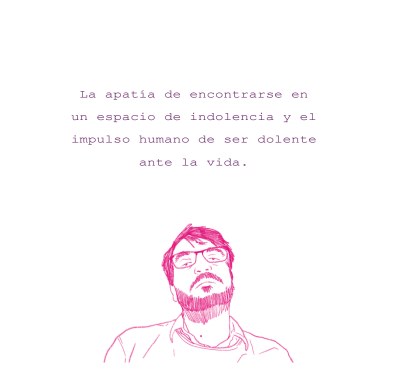 La apatía de encontrarse en
un espacio de indolencia y el
impulso humano de ser dolente
ante la vida.